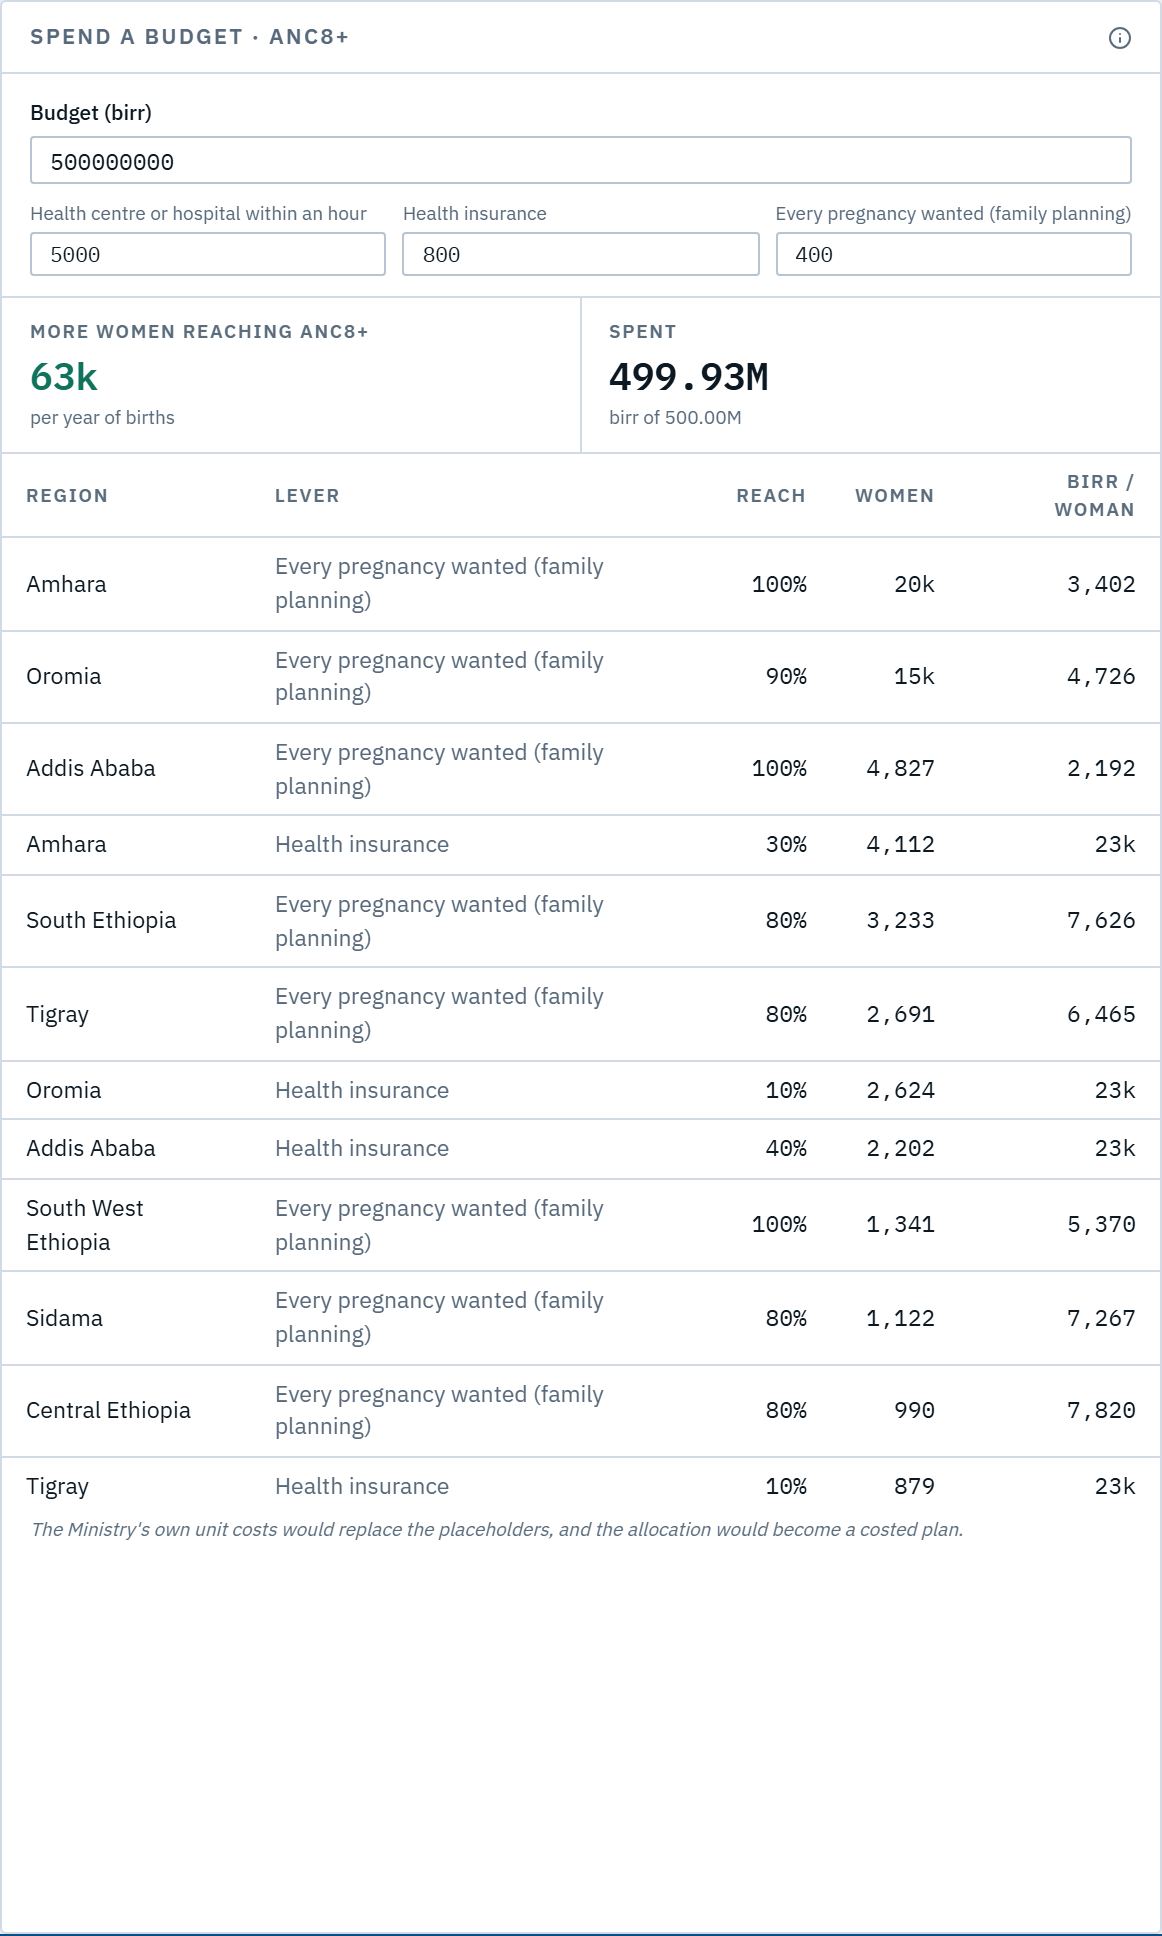 SPEND A BUDGET · ANC8+
Budget (birr)
500000000
Health centre or hospital within an hour
Health insurance
Every pregnancy wanted (family planning)
5000
800
400
MORE WOMEN REACHING ANC8+
SPENT
63k
499.93M
per year of births
birr of 500.00M
REGION LEVER REACH WOMEN BIRR / WOMAN
Amhara Every pregnancy wanted (family planning) 100% 20k 3,402
Oromia Every pregnancy wanted (family planning) 90% 15k 4,726
Addis Ababa Every pregnancy wanted (family planning) 100% 4,827 2,192
Amhara Health insurance 30% 4,112 23k
South Ethiopia Every pregnancy wanted (family planning) 80% 3,233 7,626
Tigray Every pregnancy wanted (family planning) 80% 2,691 6,465
Oromia Health insurance 10% 2,624 23k
Addis Ababa Health insurance 40% 2,202 23k
South West Ethiopia Every pregnancy wanted (family planning) 100% 1,341 5,370
Sidama Every pregnancy wanted (family planning) 80% 1,122 7,267
Central Ethiopia Every pregnancy wanted (family planning) 80% 990 7,820
Tigray Health insurance 10% 879 23k
The Ministry's own unit costs would replace the placeholders, and the allocation would become a costed plan.